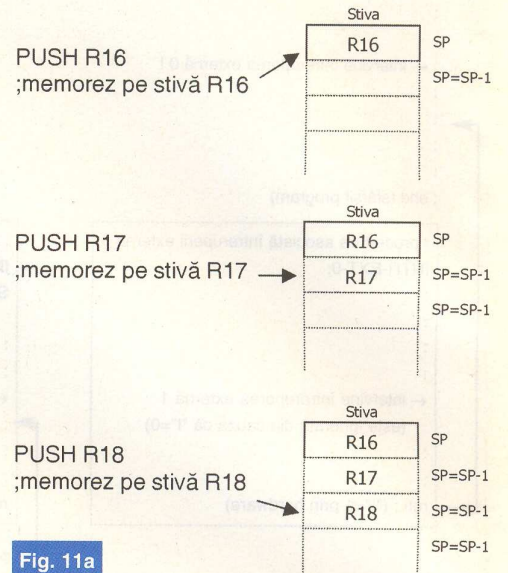 Stiva
PUSH R16
;memorez pe stivă R16
R16 SP
SP=SP-1
Stiva
PUSH R17
;memorez pe stivă R17
R16 SP
R17 SP=SP-1
SP=SP-1
Stiva
PUSH R18
;memorez pe stivă R18
R16 SP
R17 SP=SP-1
R18 SP=SP-1
SP=SP-1
Fig. 11a